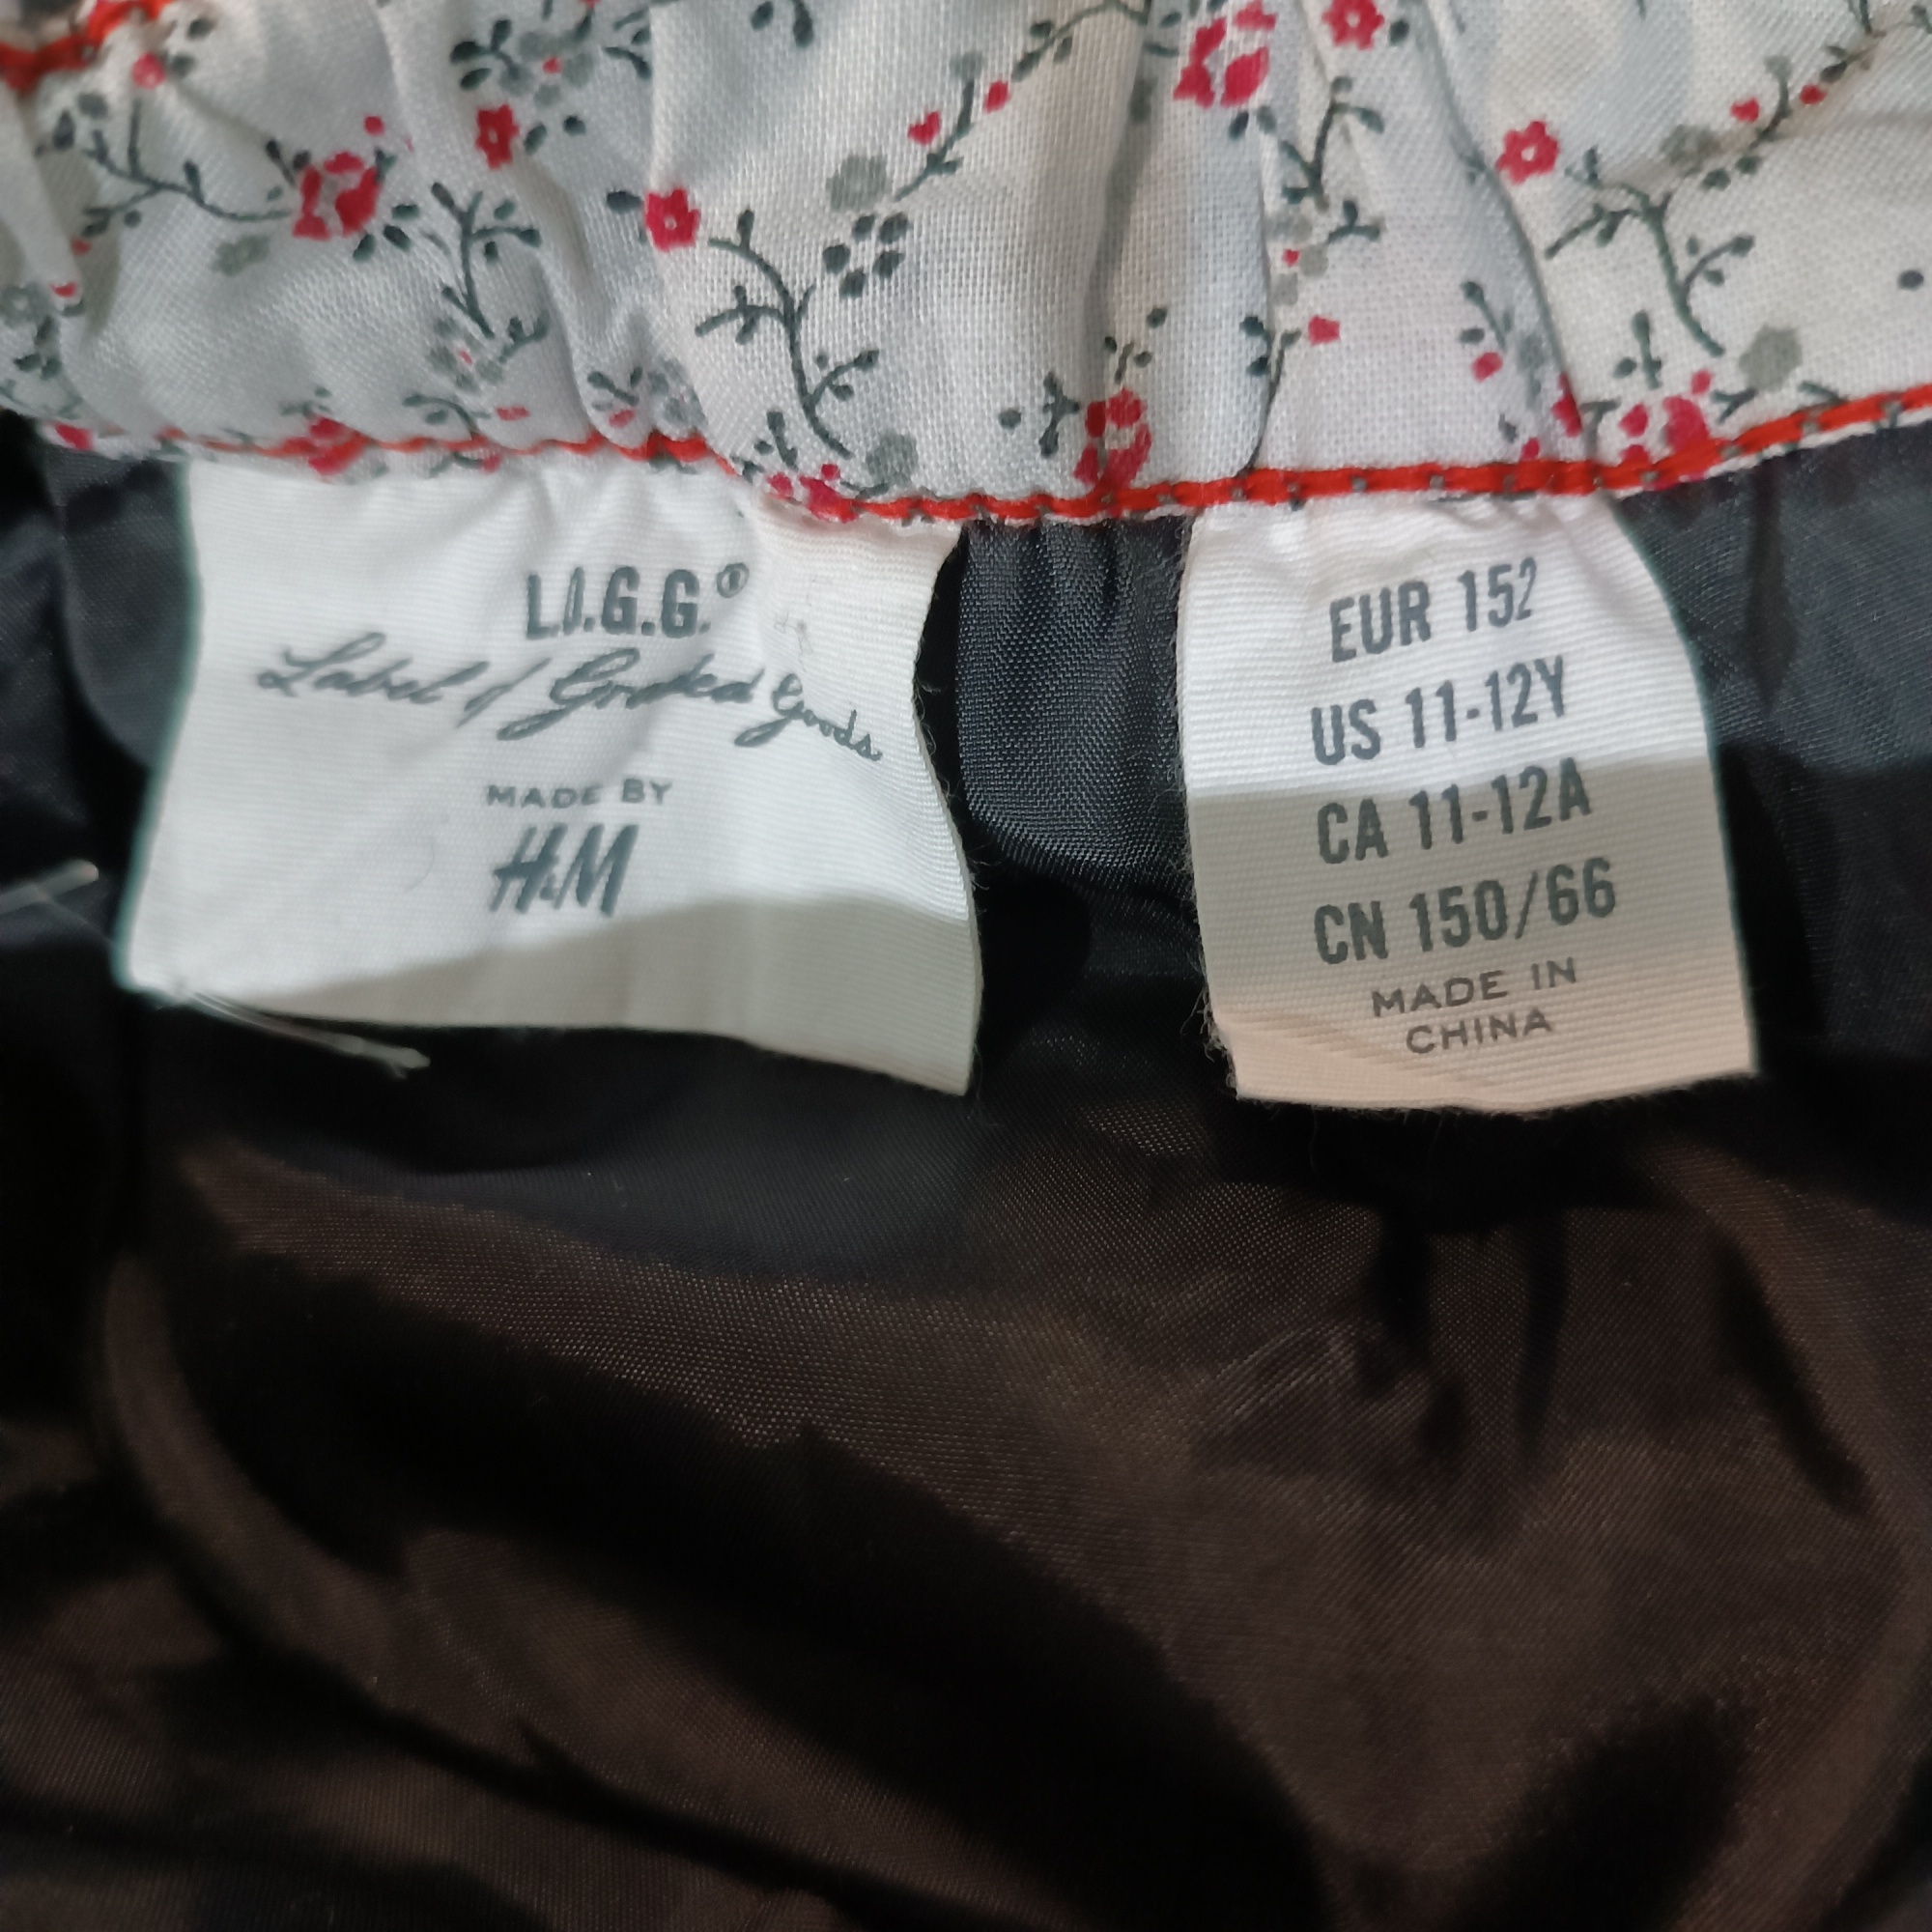 L.O.G.G.®
Label of Graded Goods
MADE BY
H&M
EUR 152
US 11-12Y
CA 11-12A
CN 150/66
MADE IN
CHINA